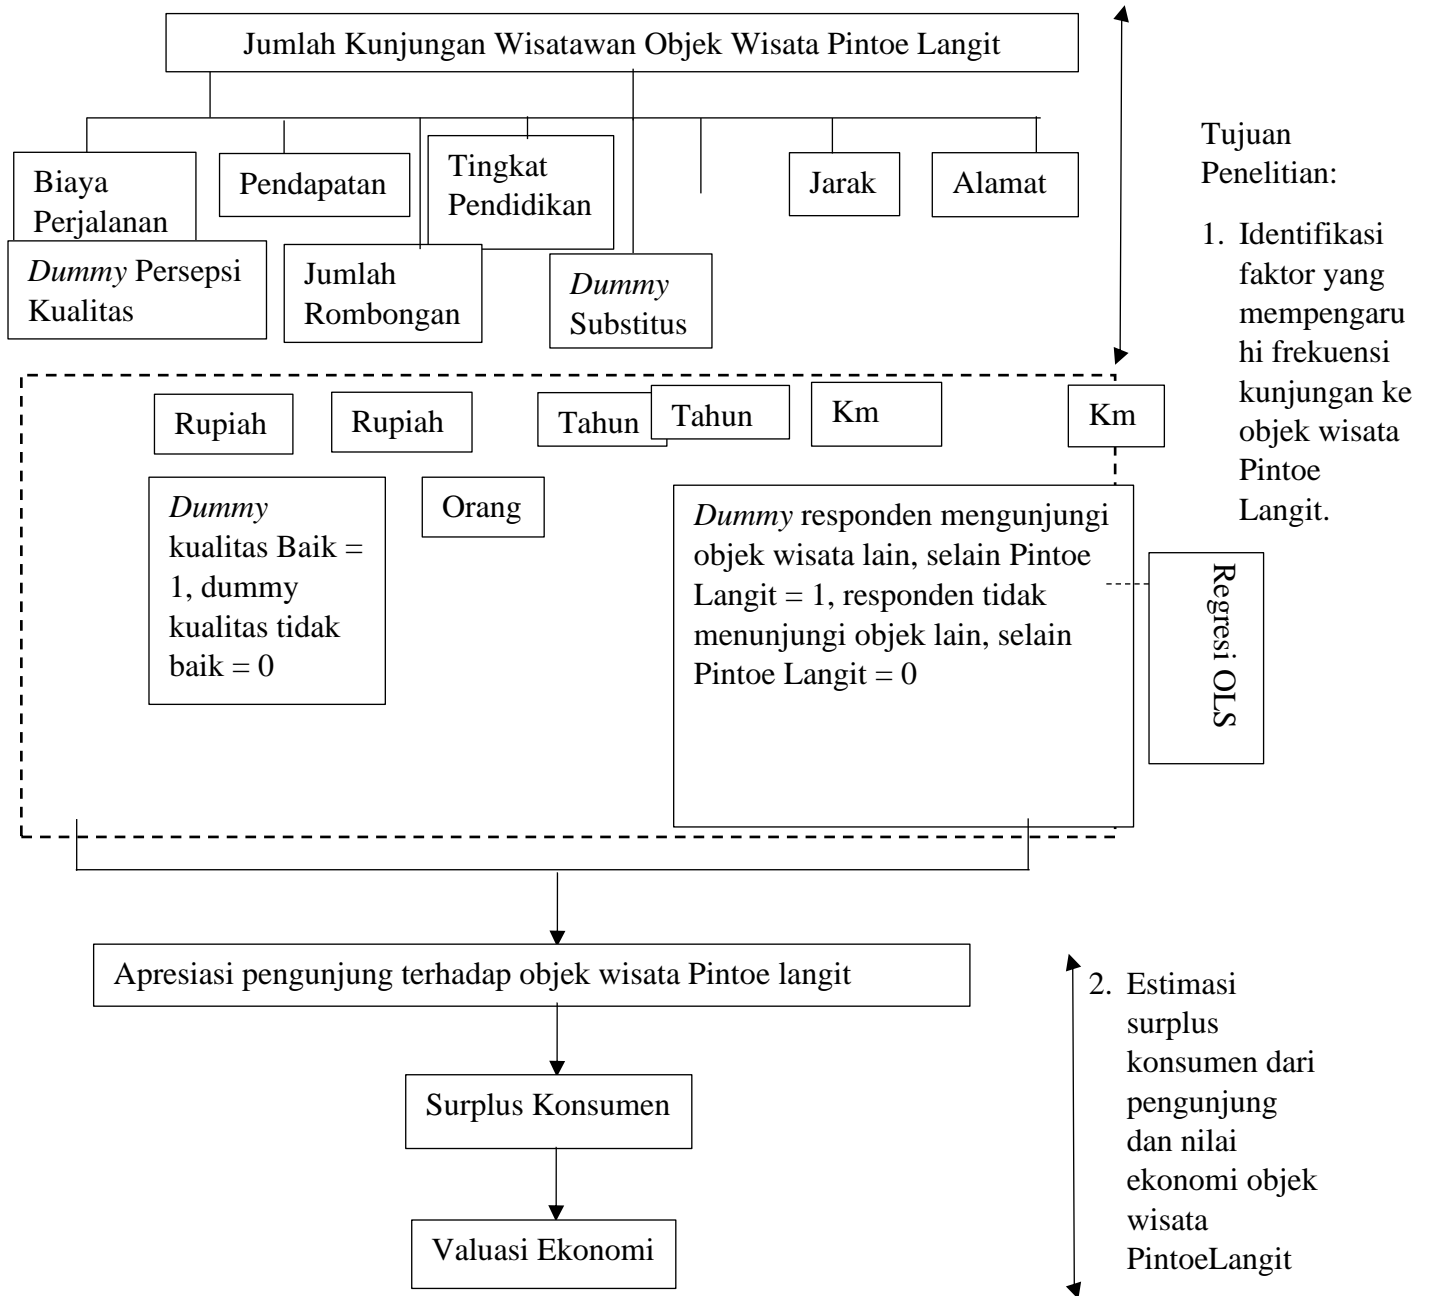 Jumlah Kunjungan Wisatawan Objek Wisata Pintoe Langit
Biaya
Perjalanan
Pendapatan
Tingkat
Pendidikan
Jarak
Alamat
Dummy Persepsi
Kualitas
Jumlah
Rombongan
Dummy
Substitus
Rupiah
Rupiah
Tahun
Tahun
Km
Km
Dummy
kualitas Baik =
1, dummy
kualitas tidak
baik = 0
Orang
Dummy responden mengunjungi
objek wisata lain, selain Pintoe
Langit = 1, responden tidak
menunjungi objek lain, selain
Pintoe Langit = 0
Regresi OLS
Tujuan
Penelitian:
1. Identifikasi
faktor yang
mempengaru
hi frekuensi
kunjungan ke
objek wisata
Pintoe
Langit.
Apresiasi pengunjung terhadap objek wisata Pintoe langit
Surplus Konsumen
Valuasi Ekonomi
2. Estimasi
surplus
konsumen dari
pengunjung
dan nilai
ekonomi objek
wisata
PintoeLangit